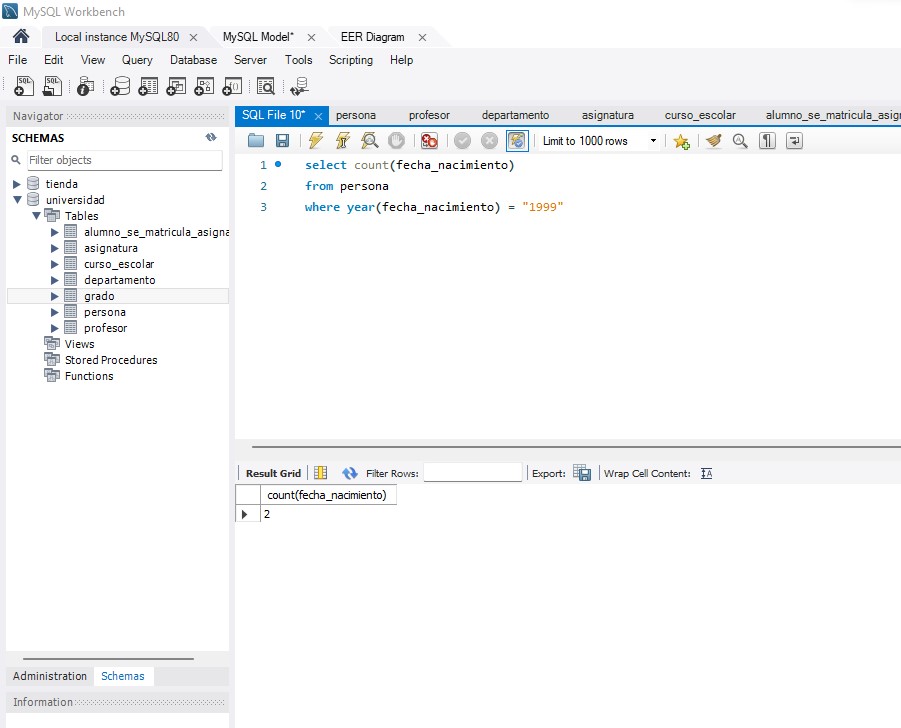 MySQL Workbench
Local instance MySQL80 MySQL Model* EER Diagram
File Edit View Query Database Server Tools Scripting Help
Navigator
SCHEMAS
Filter objects
tienda
universidad
Tables
alumno_se_matricula_asigna
asignatura
curso_escolar
departamento
grado
persona
profesor
Views
Stored Procedures
Functions
Administration Schemas
Information
SQL File 10* persona profesor departamento asignatura curso_escolar alumno_se_matricula_asig
Limit to 1000 rows
1 select count(fecha_nacimiento)
2 from persona
3 where year(fecha_nacimiento) = "1999"
Result Grid Filter Rows: Export: Wrap Cell Content:
count(fecha_nacimiento)
2